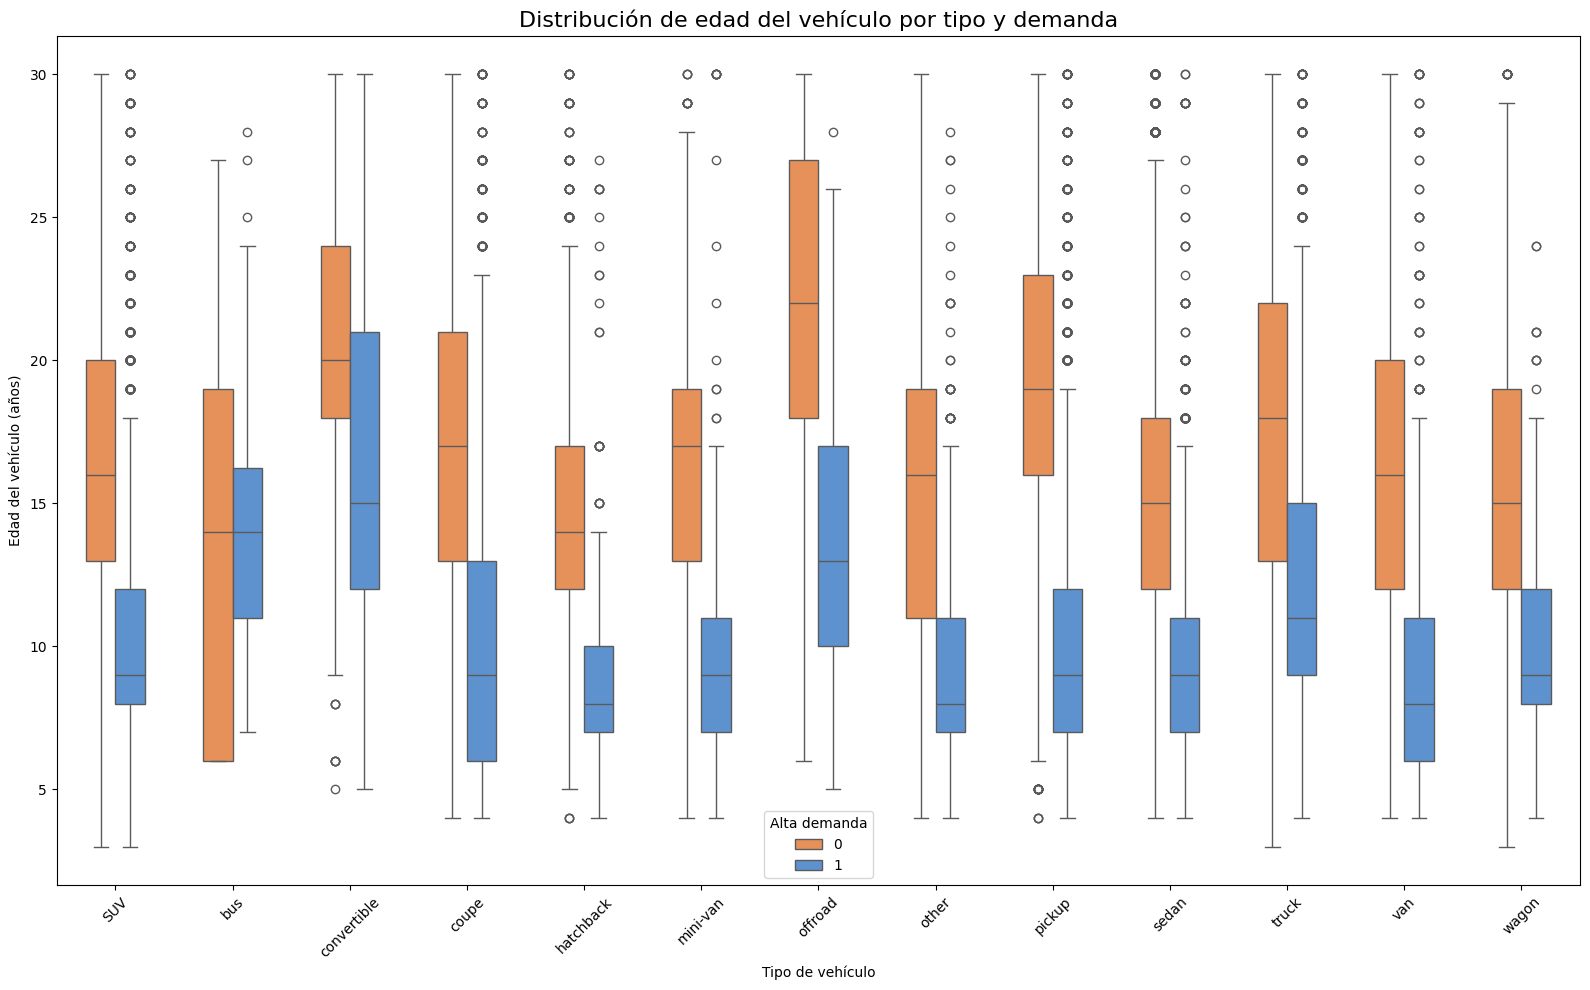 Distribución de edad del vehículo por tipo y demanda
Edad del vehículo (años)
30
25
20
15
10
5
Alta demanda
0
1
SUV
bus
convertible
coupe
hatchback
mini-van
offroad
other
pickup
sedan
truck
van
wagon
Tipo de vehículo